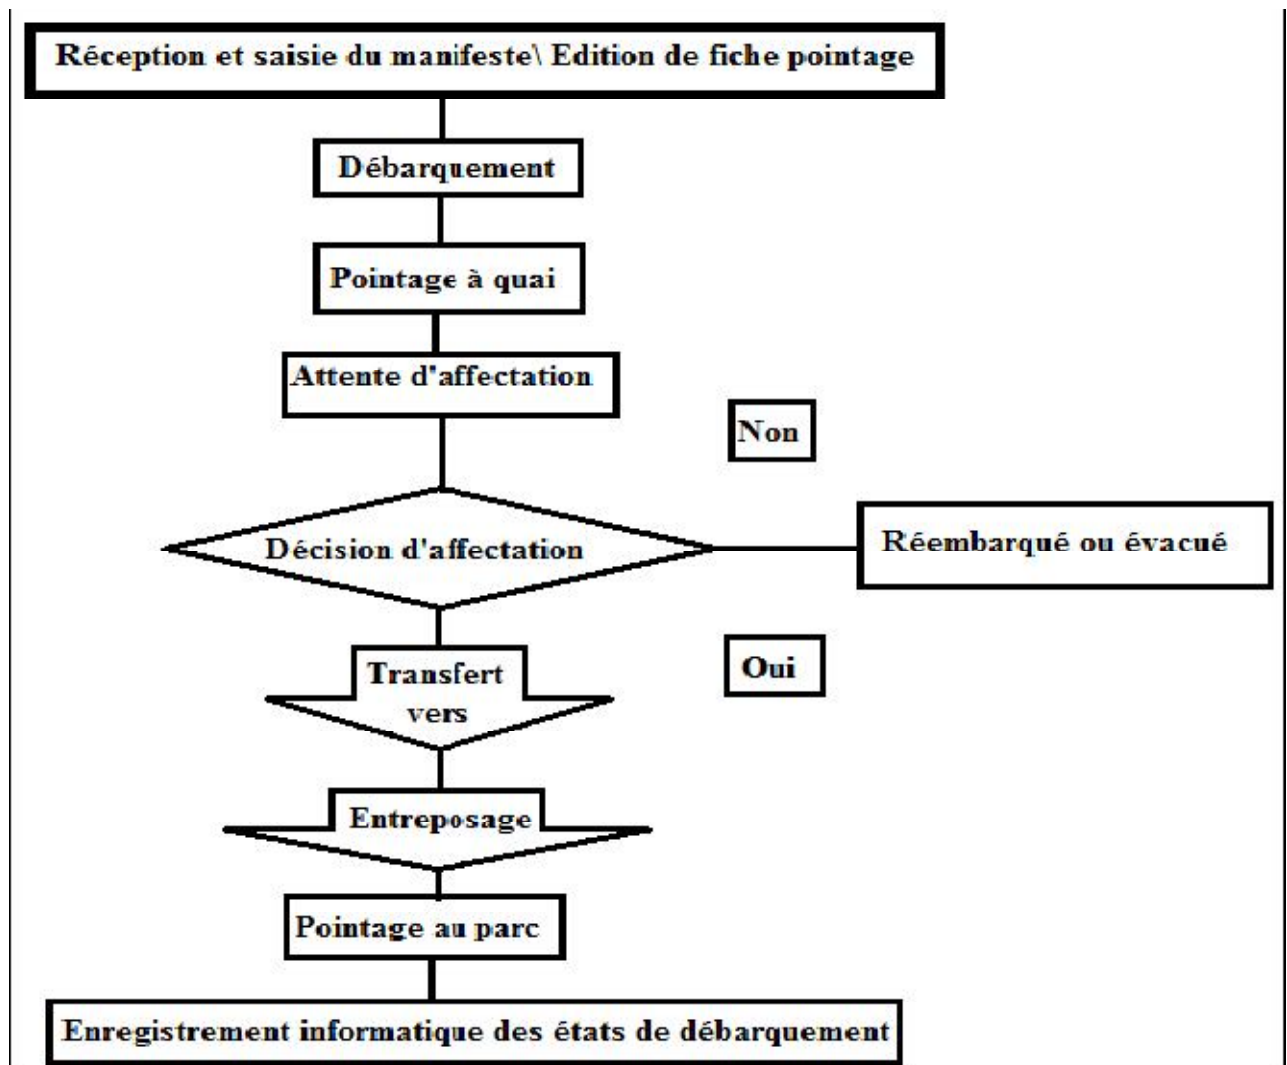 Réception et saisie du manifeste\ Edition de fiche pointage
Débarquement
Pointage à quai
Attente d'affectation
Non
Décision d'affectation
Réembarqué ou évacué
Oui
Transfert
vers
Entreposage
Pointage au parc
Enregistrement informatique des états de débarquement